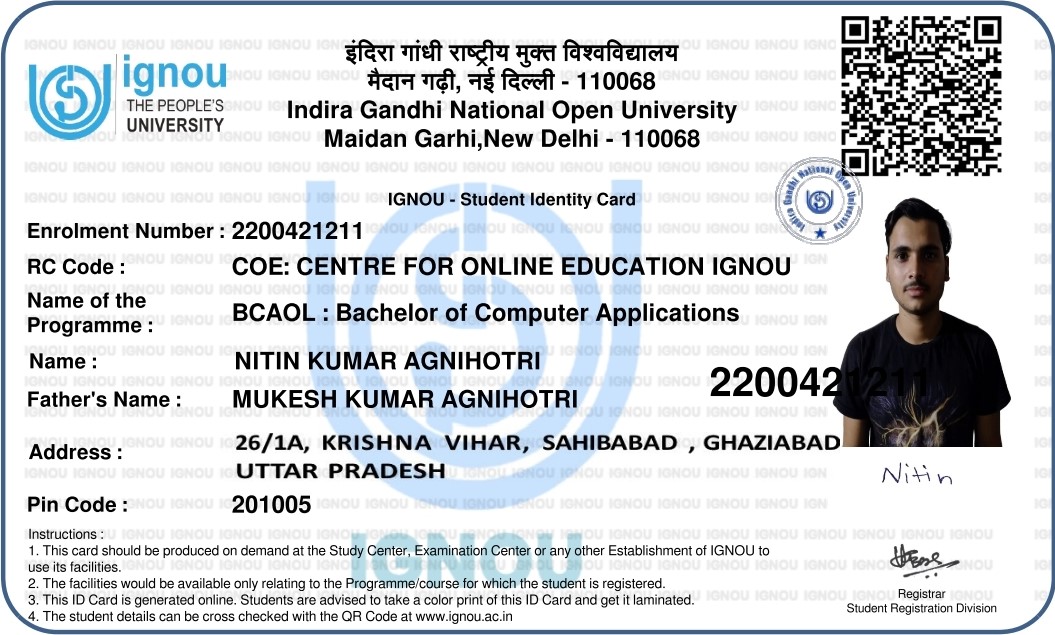 ignou
THE PEOPLE'S
UNIVERSITY
इंदिरा गांधी राष्ट्रीय मुक्त विश्वविद्यालय
मैदान गढ़ी, नई दिल्ली - 110068
Indira Gandhi National Open University
Maidan Garhi,New Delhi - 110068
Indira Gandhi National Open University
IGNOU - Student Identity Card
Enrolment Number : 2200421211
RC Code : COE: CENTRE FOR ONLINE EDUCATION IGNOU
Name of the
Programme : BCAOL : Bachelor of Computer Applications
Name : NITIN KUMAR AGNIHOTRI
2200421211
Father's Name : MUKESH KUMAR AGNIHOTRI
Address : 26/1A, KRISHNA VIHAR, SAHIBABAD , GHAZIABAD
UTTAR PRADESH
Nitin
Pin Code : 201005
IGNOU
Instructions :
1. This card should be produced on demand at the Study Center, Examination Center or any other Establishment of IGNOU to
use its facilities.
2. The facilities would be available only relating to the Programme/course for which the student is registered.
3. This ID Card is generated online. Students are advised to take a color print of this ID Card and get it laminated.
4. The student details can be cross checked with the QR Code at www.ignou.ac.in
Registrar
Student Registration Division